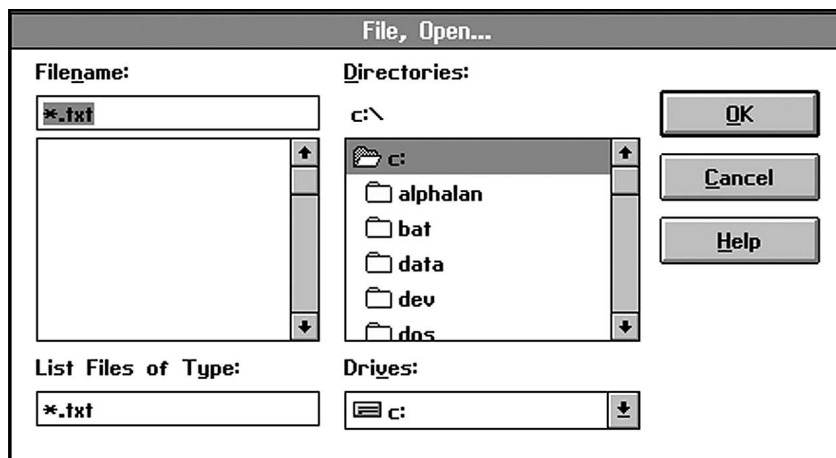 File, Open...
Filename:
*.txt
Directories:
c:\
c:
alphalan
bat
data
dev
dos
OK
Cancel
Help
List Files of Type:
*.txt
Drives:
c: